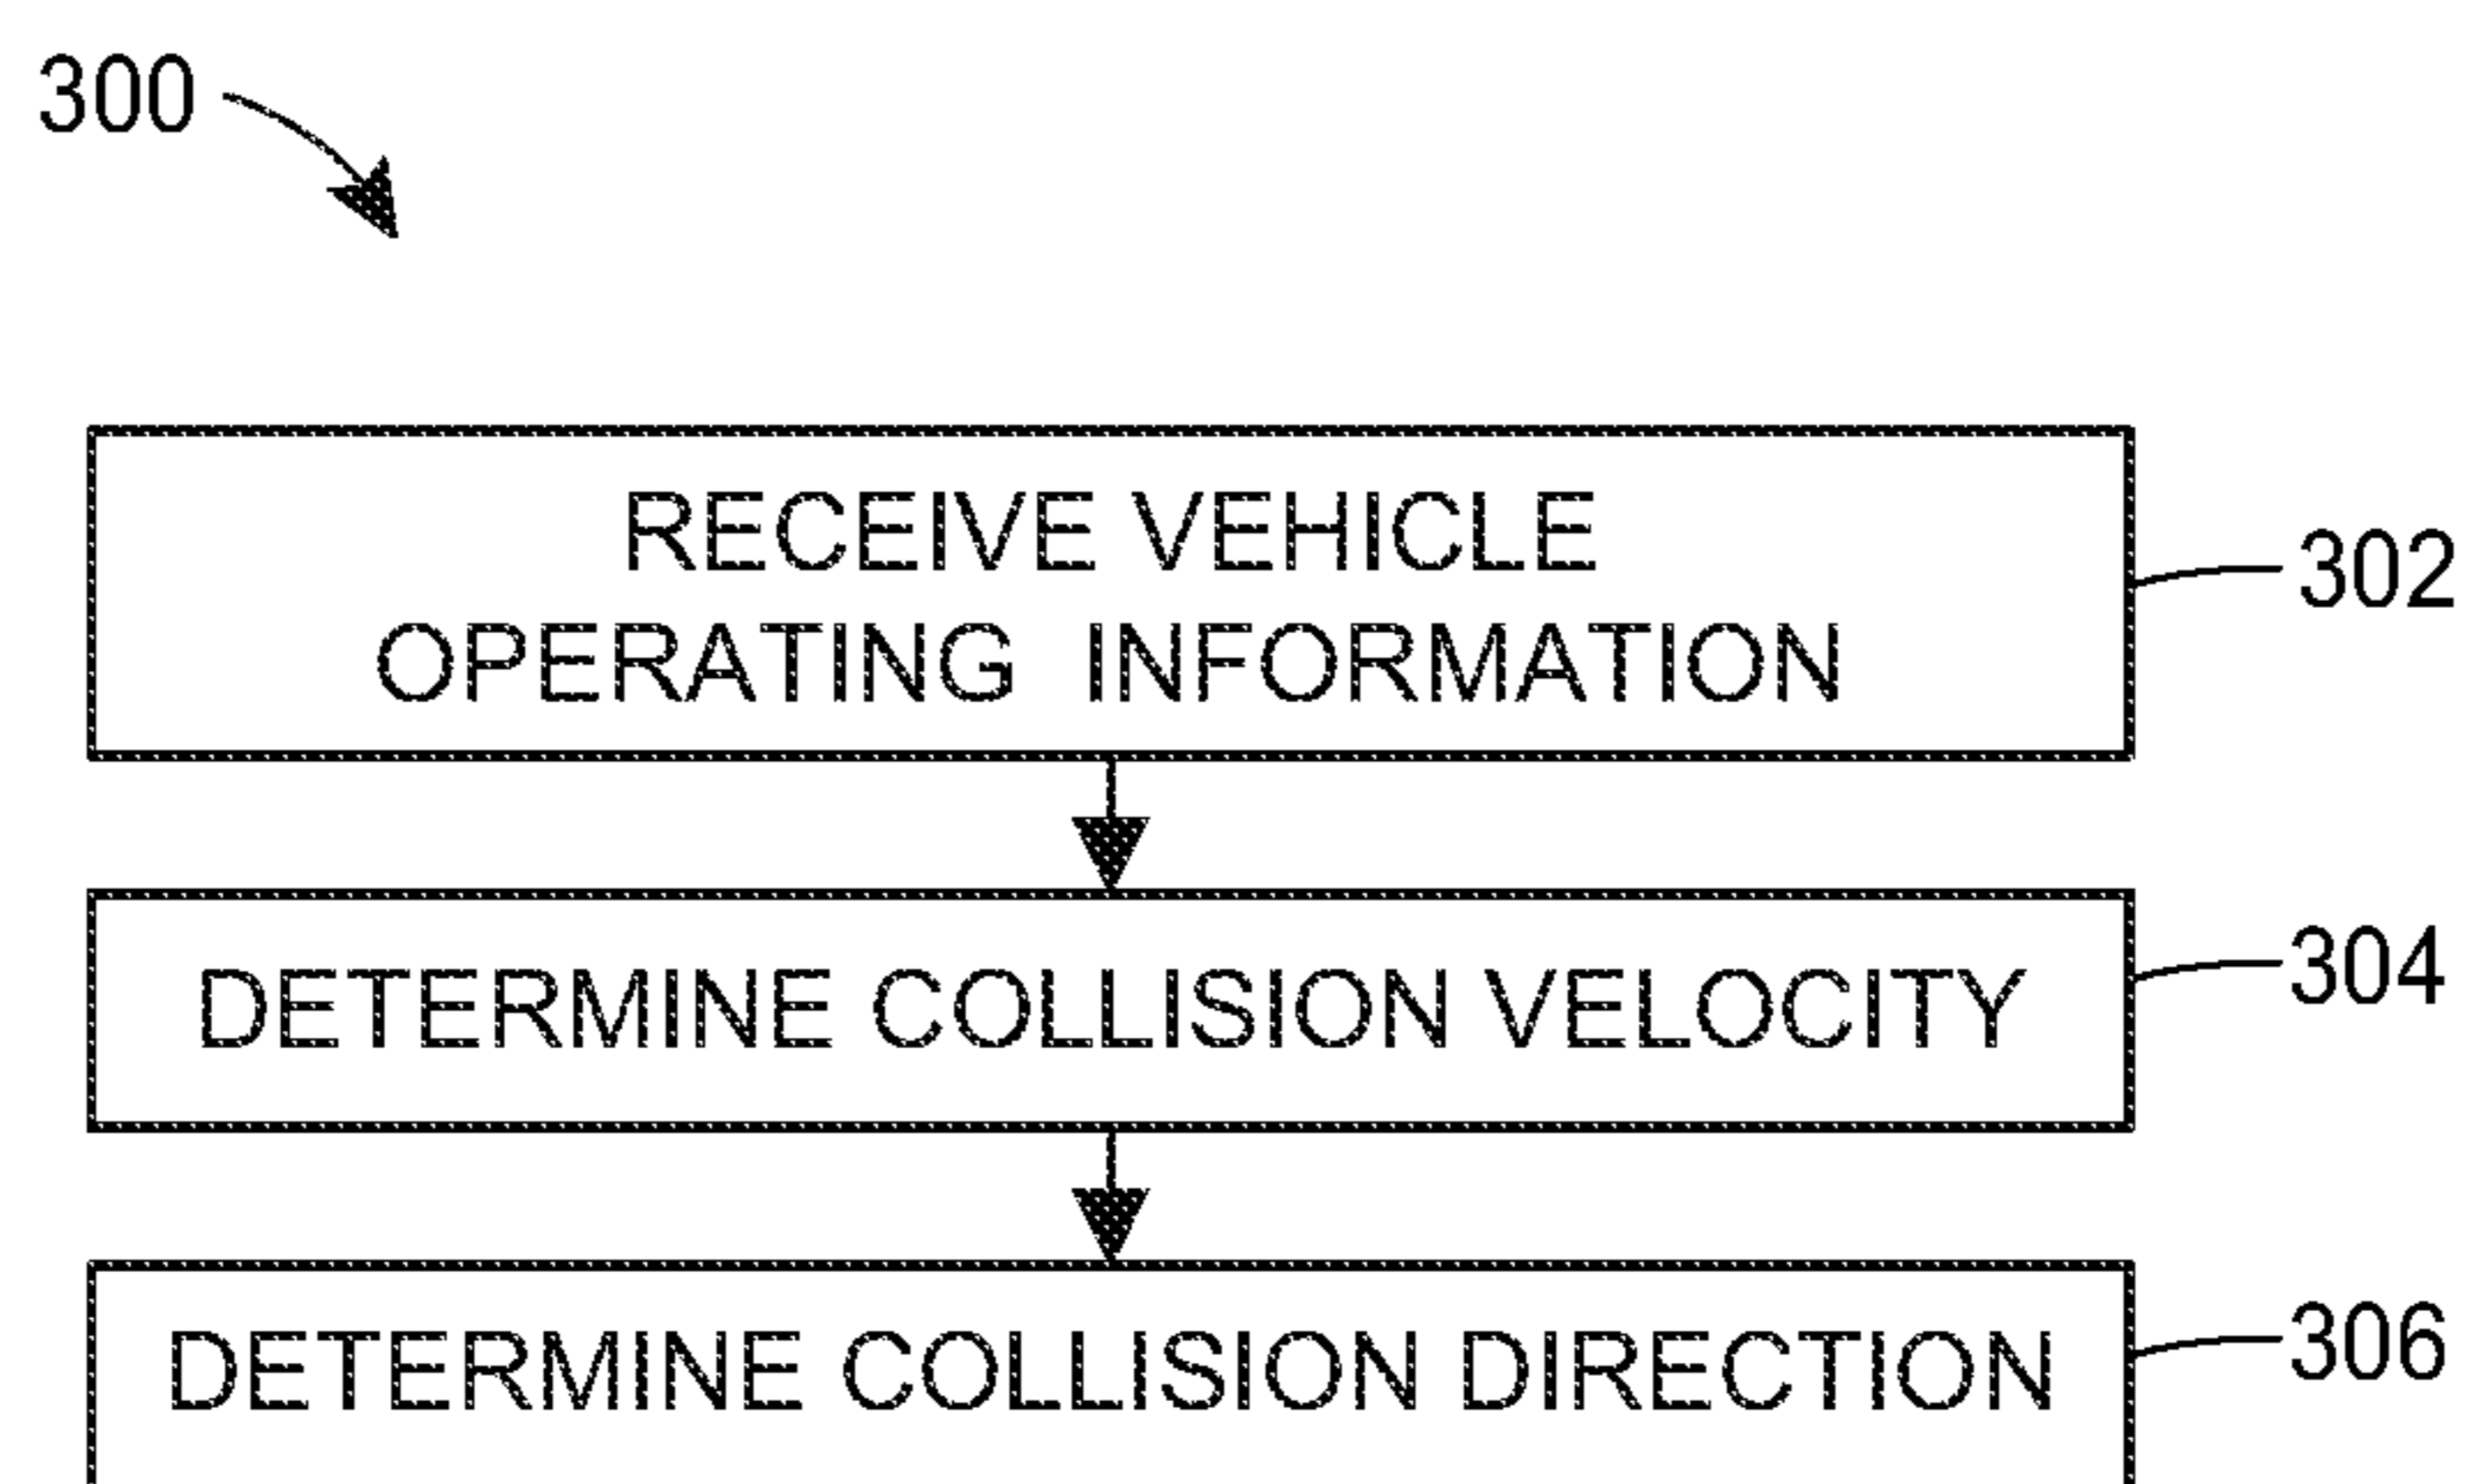 300
RECEIVE VEHICLE
OPERATING INFORMATION
302
DETERMINE COLLISION VELOCITY
304
DETERMINE COLLISION DIRECTION
306